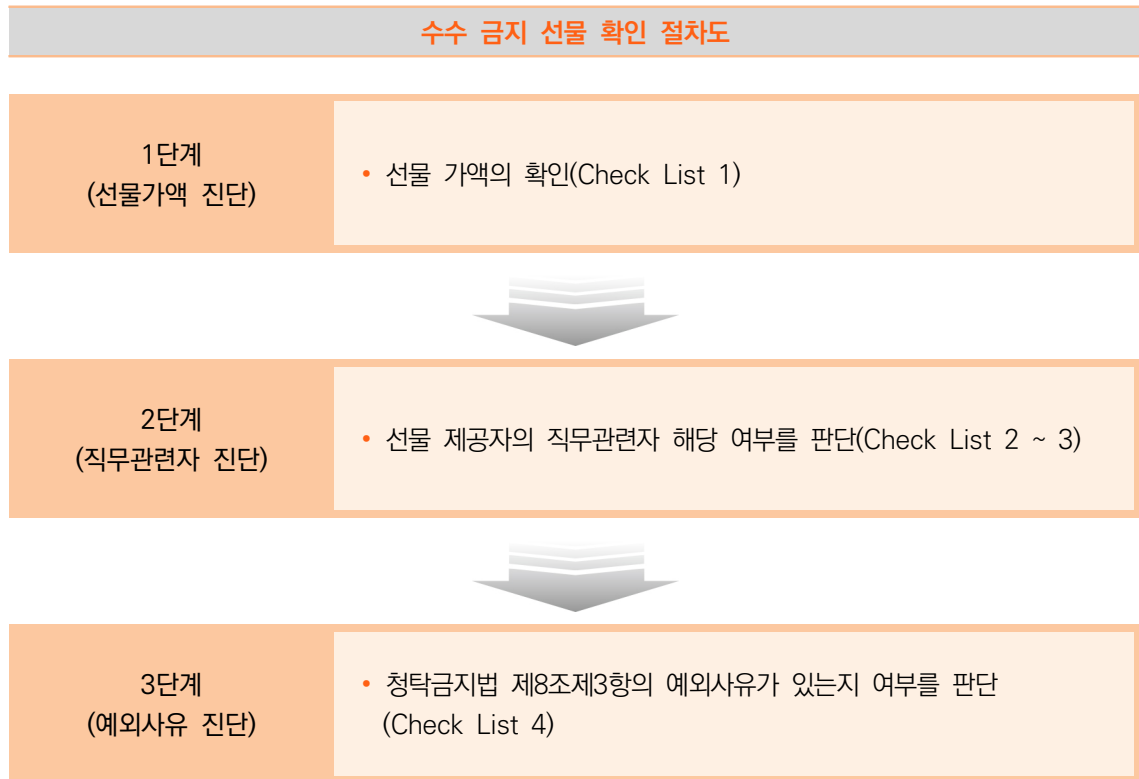 수수 금지 선물 확인 절차도
1단계
(선물가액 진단)
• 선물 가액의 확인(Check List 1)
2단계
(직무관련자 진단)
• 선물 제공자의 직무관련자 해당 여부를 판단(Check List 2 ~ 3)
3단계
(예외사유 진단)
• 청탁금지법 제8조제3항의 예외사유가 있는지 여부를 판단
(Check List 4)